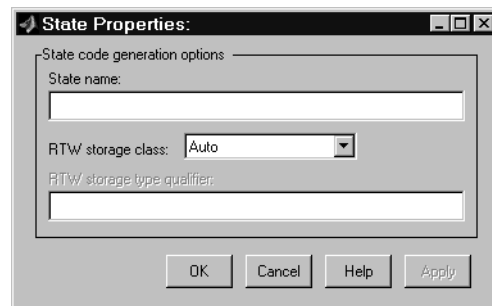 State Properties:
State code generation options
State name:
RTW storage class: Auto
RTW storage type qualifier:
OK Cancel Help Apply